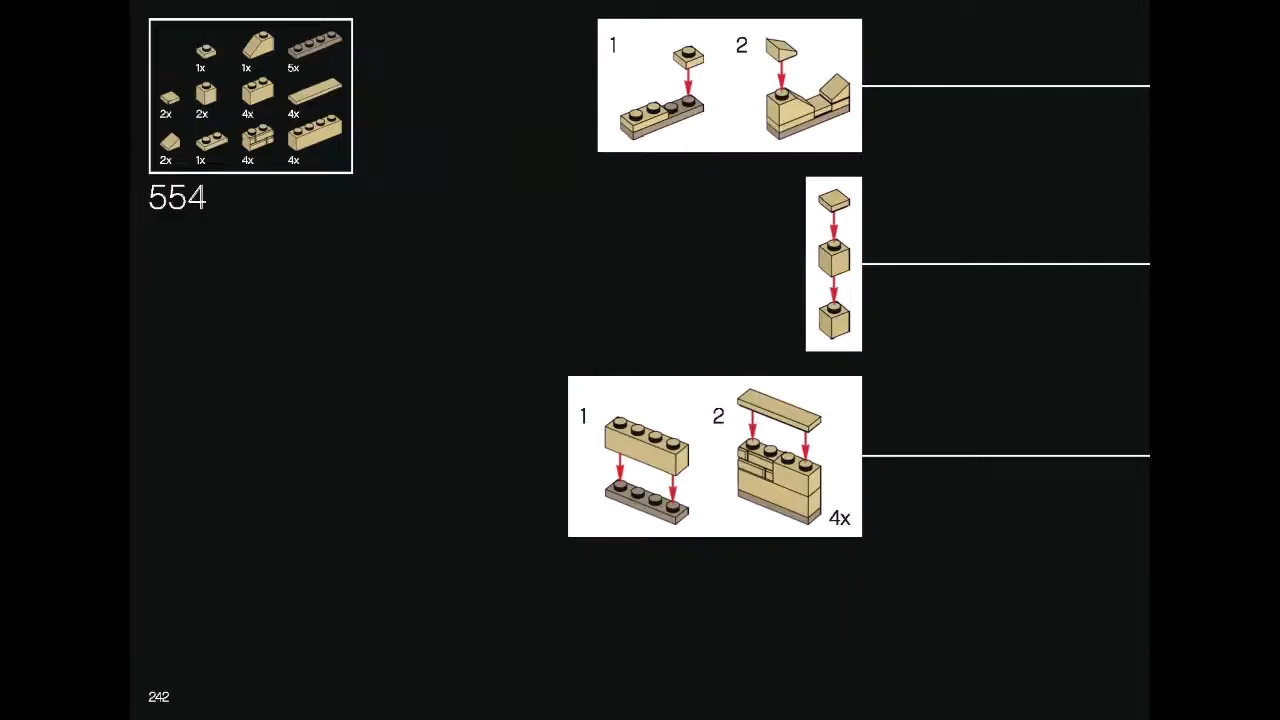 1x 1x 5x
2x 2x 4x 4x
2x 1x 4x 4x
554
1 2
1 2
4x
242